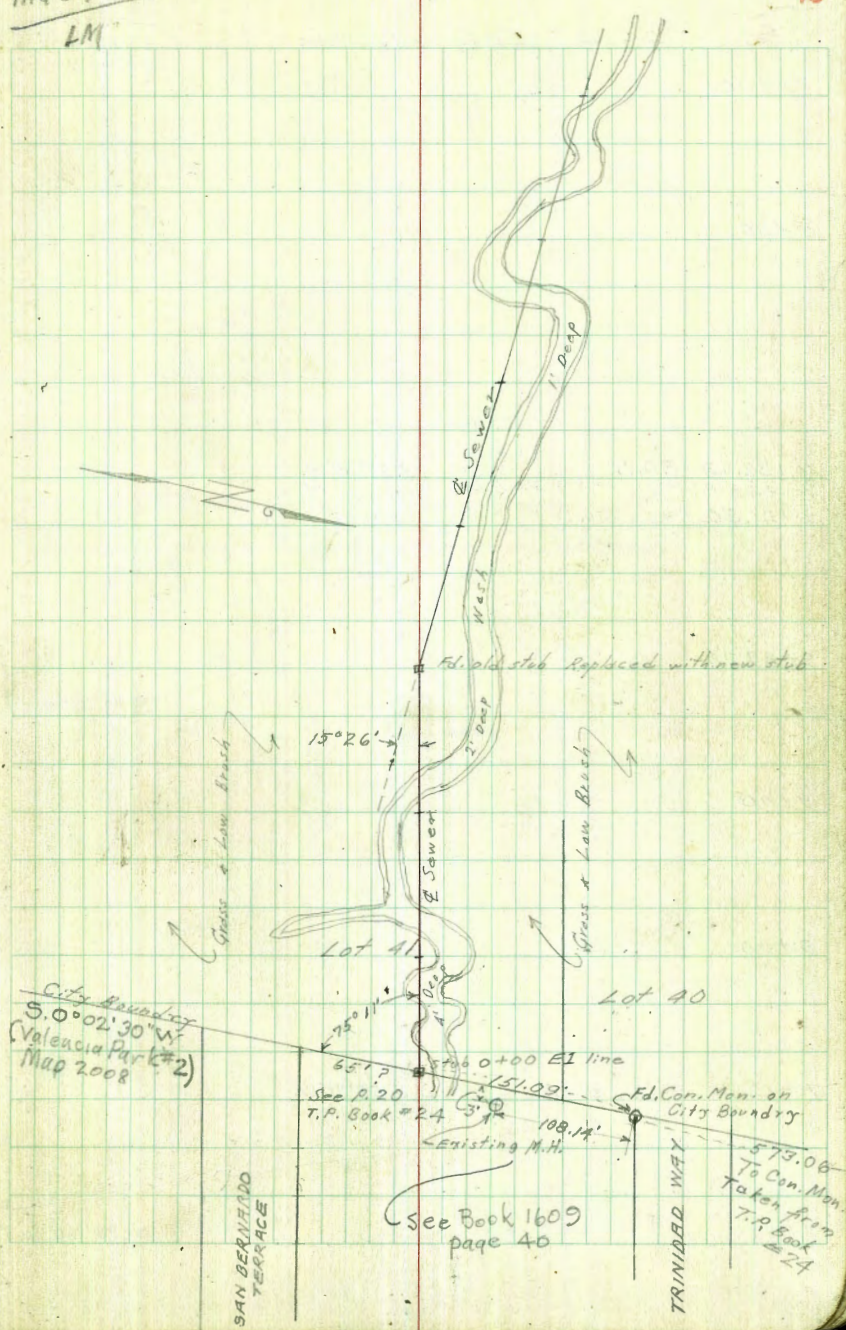 LM
1' Deep
₵ Sewer
Wash
Fd. old stub Replaced with new stub
15°26'
2' Deep
Grass & Low Brush
Grass & Low Brush
₵ Sewer
Lot 41
Lot 40
4' Deep
City Boundry
S. 0°02'30" W
(Valencia Park #2)
Map 2008
75°11'
65'?
Stub 0+00 EI line
151.09'
Fd. Con. Mon. on
City Boundry
See P. 20
T.P. Book #24
3'
108.14'
Existing M.H.
573.06
To Con. Mon.
Taken from
T.P. Book
#24
See Book 1609
page 40
SAN BERNARDO
TERRACE
TRINIDAD WAY